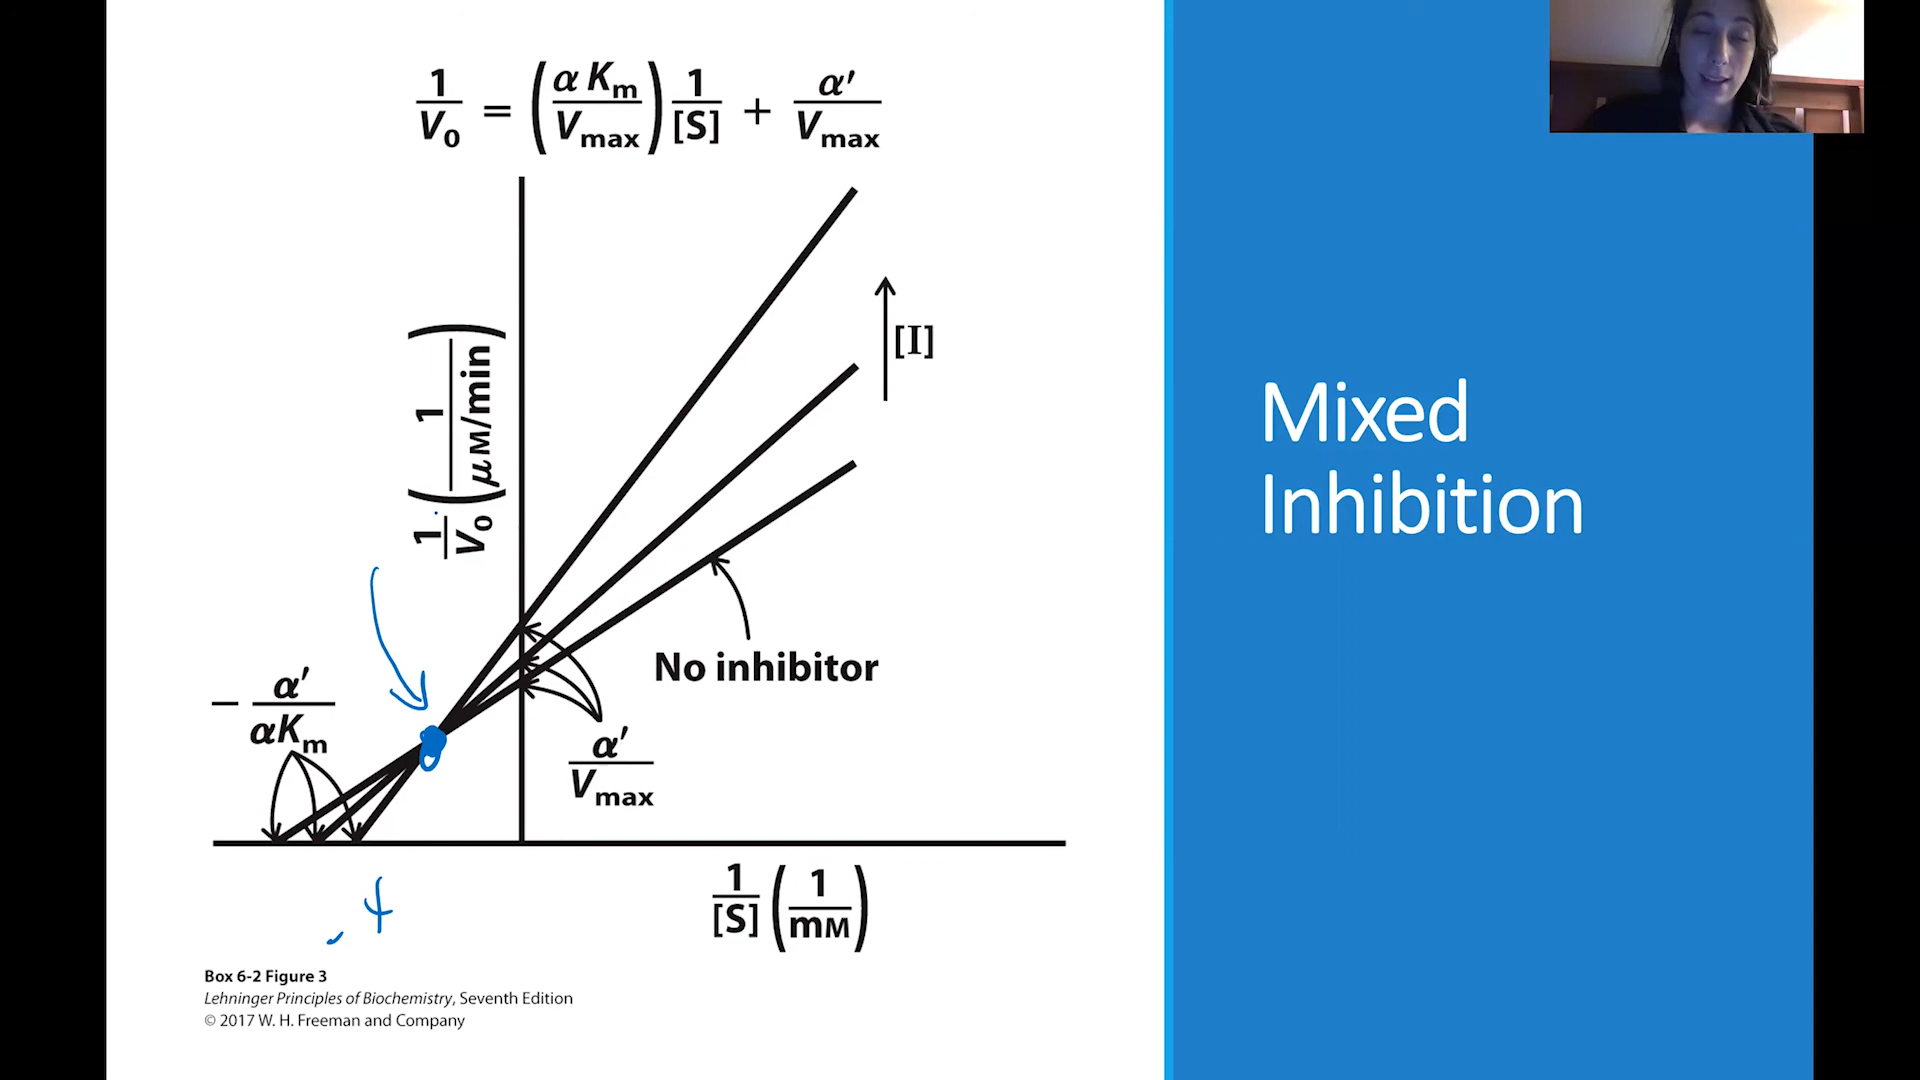 1/V₀ = (α Kₘ/Vmax) 1/[S] + α′/Vmax
[I]
1/V₀ (1/μM/min)
No inhibitor
− α′/αKₘ
α′/Vmax
1/[S] (1/mM)
Box 6-2 Figure 3
Lehninger Principles of Biochemistry, Seventh Edition
© 2017 W. H. Freeman and Company
Mixed
Inhibition